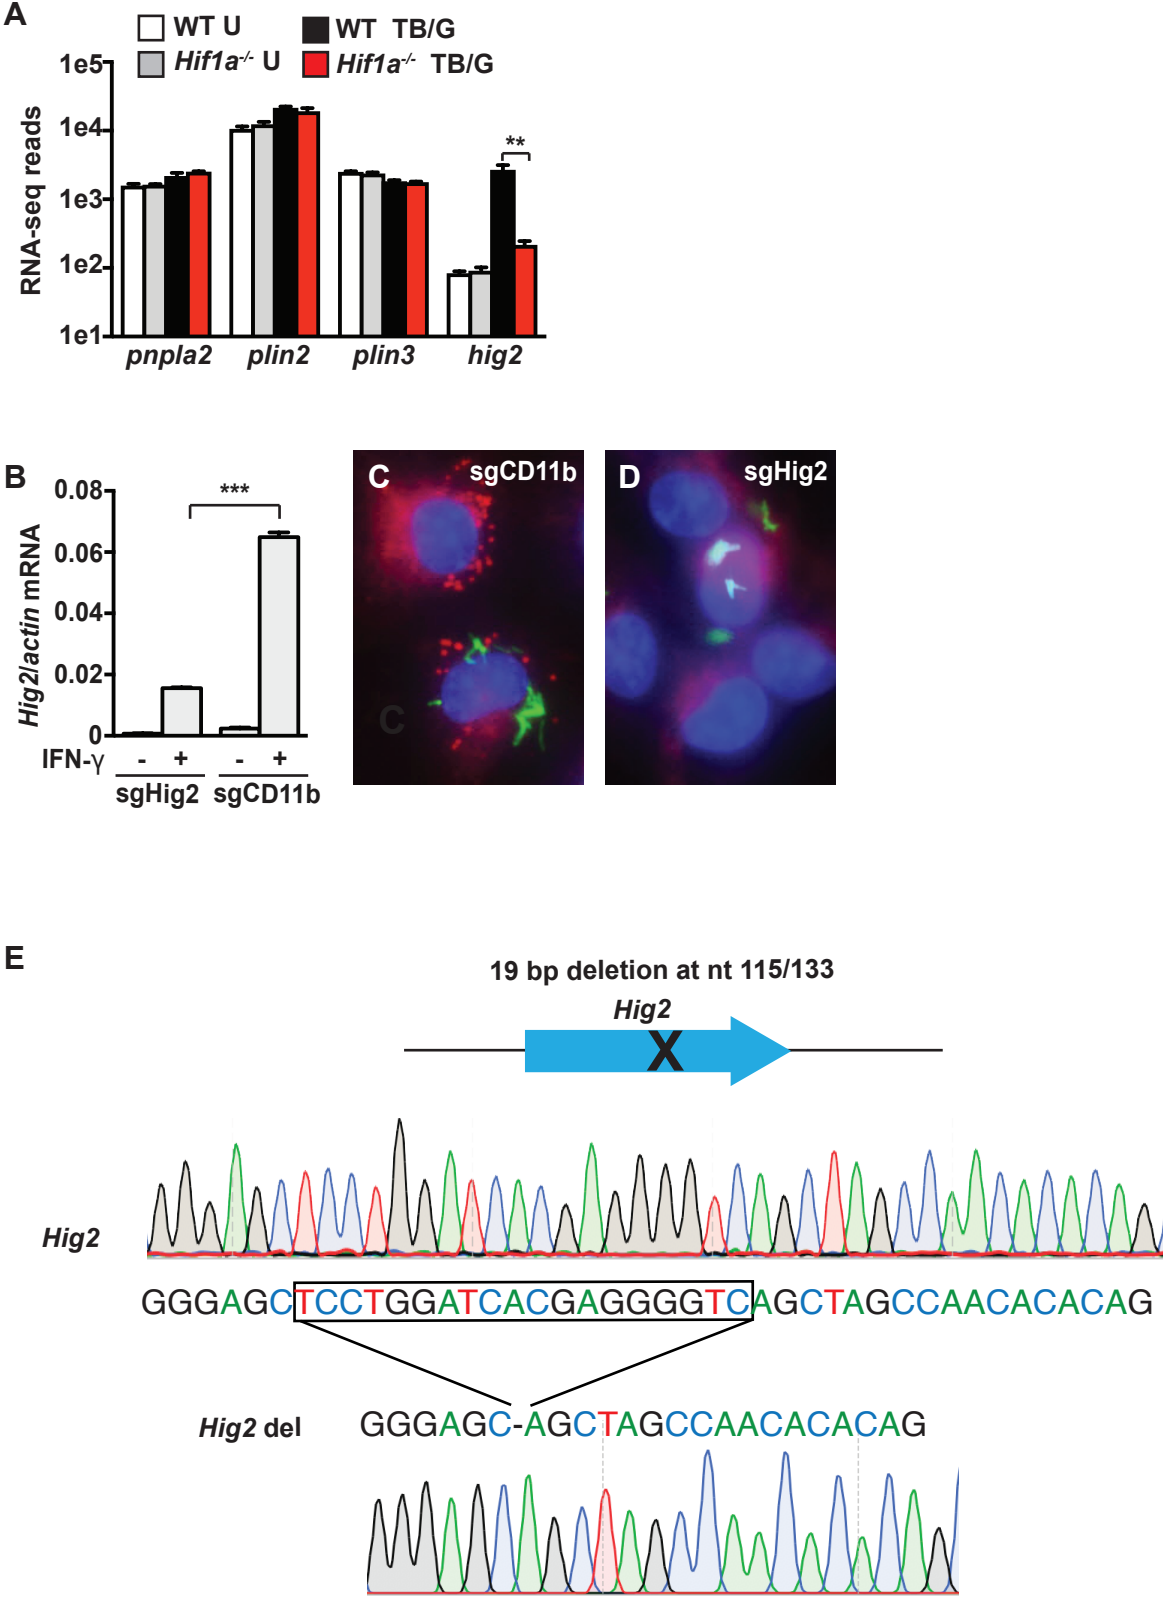 A
WT U
WT TB/G
Hif1a-/- U
Hif1a-/- TB/G
RNA-seq reads
1e5
1e4
1e3
1e2
1e1
**
pnpla2 plin2 plin3 hig2
B
Hig2/actin mRNA
0.08
0.06
0.04
0.02
0
***
IFN-γ - + - +
sgHig2 sgCD11b
C sgCD11b
C
D sgHig2
E
19 bp deletion at nt 115/133
Hig2
X
Hig2
GGGAGCTCCTGGATCACGAGGGGTCAGCTAGCCAACACACAG
Hig2 del
GGGAGC-AGCTAGCCAACACACAG